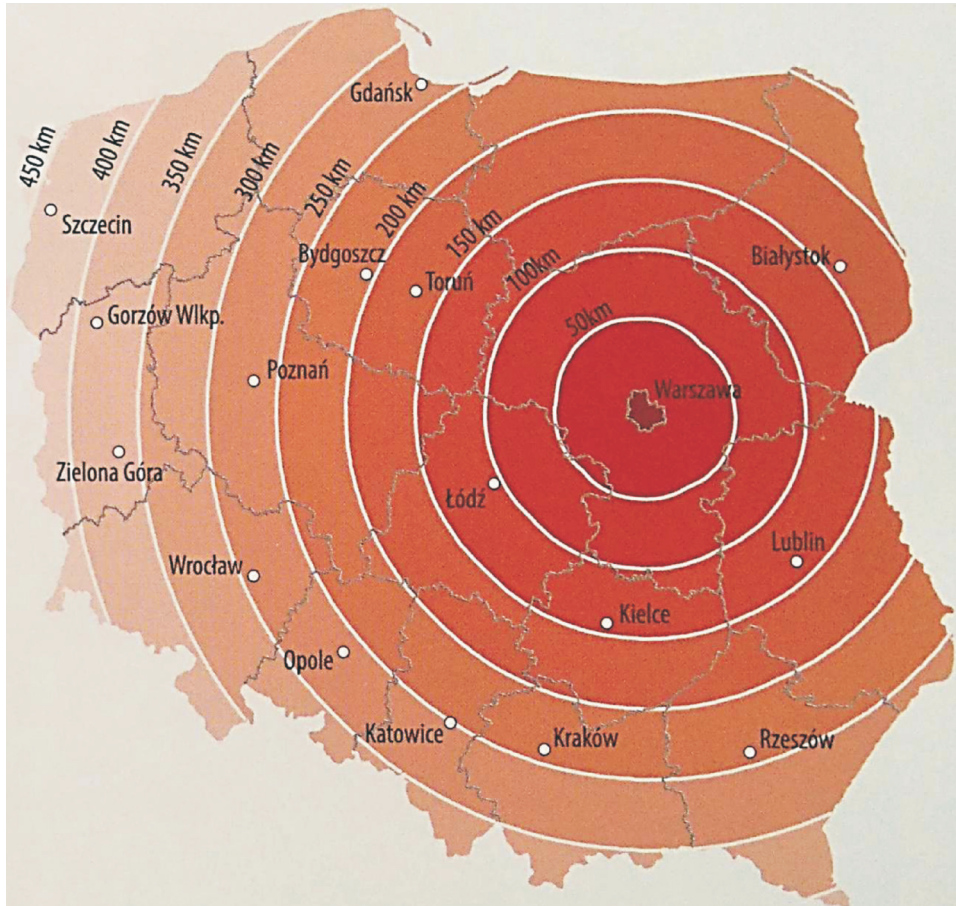 Gdańsk
450 km
400 km
350 km
300 km
250 km
200 km
150 km
100km
50km
Szczecin
Bydgoszcz
Toruń
Białystok
Gorzów Wlkp.
Poznań
Warszawa
Zielona Góra
Łódź
Wrocław
Lublin
Kielce
Opole
Katowice
Kraków
Rzeszów